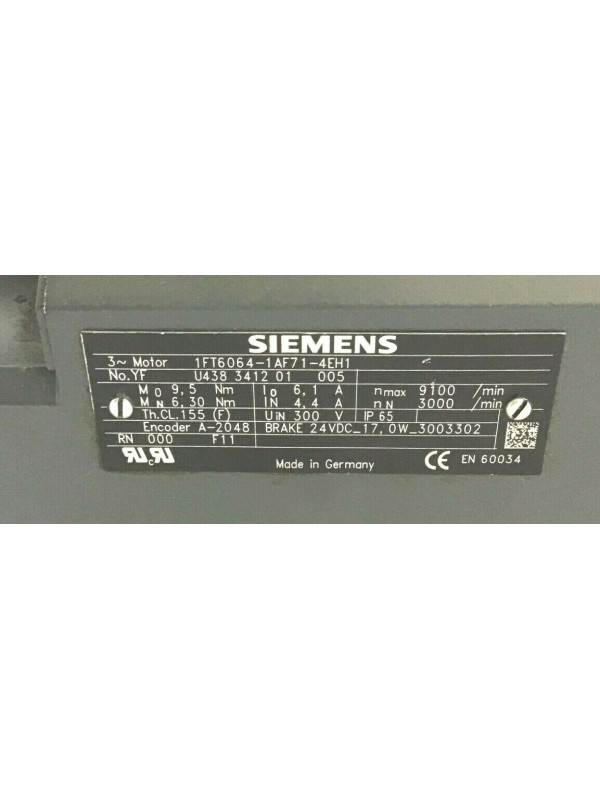 SIEMENS
3~ Motor 1FT6064-1AF71-4EH1
No.YF U438 3412 01 005
M0 9,5 Nm I0 6,1 A nmax 9100 /min
MN 6,30 Nm IN 4,4 A nN 3000 /min
Th.CL.155 (F) UIN 300 V IP 65
Encoder A-2048 BRAKE 24VDC_17,0W_3003302
RN 000 F11
Made in Germany CE EN 60034